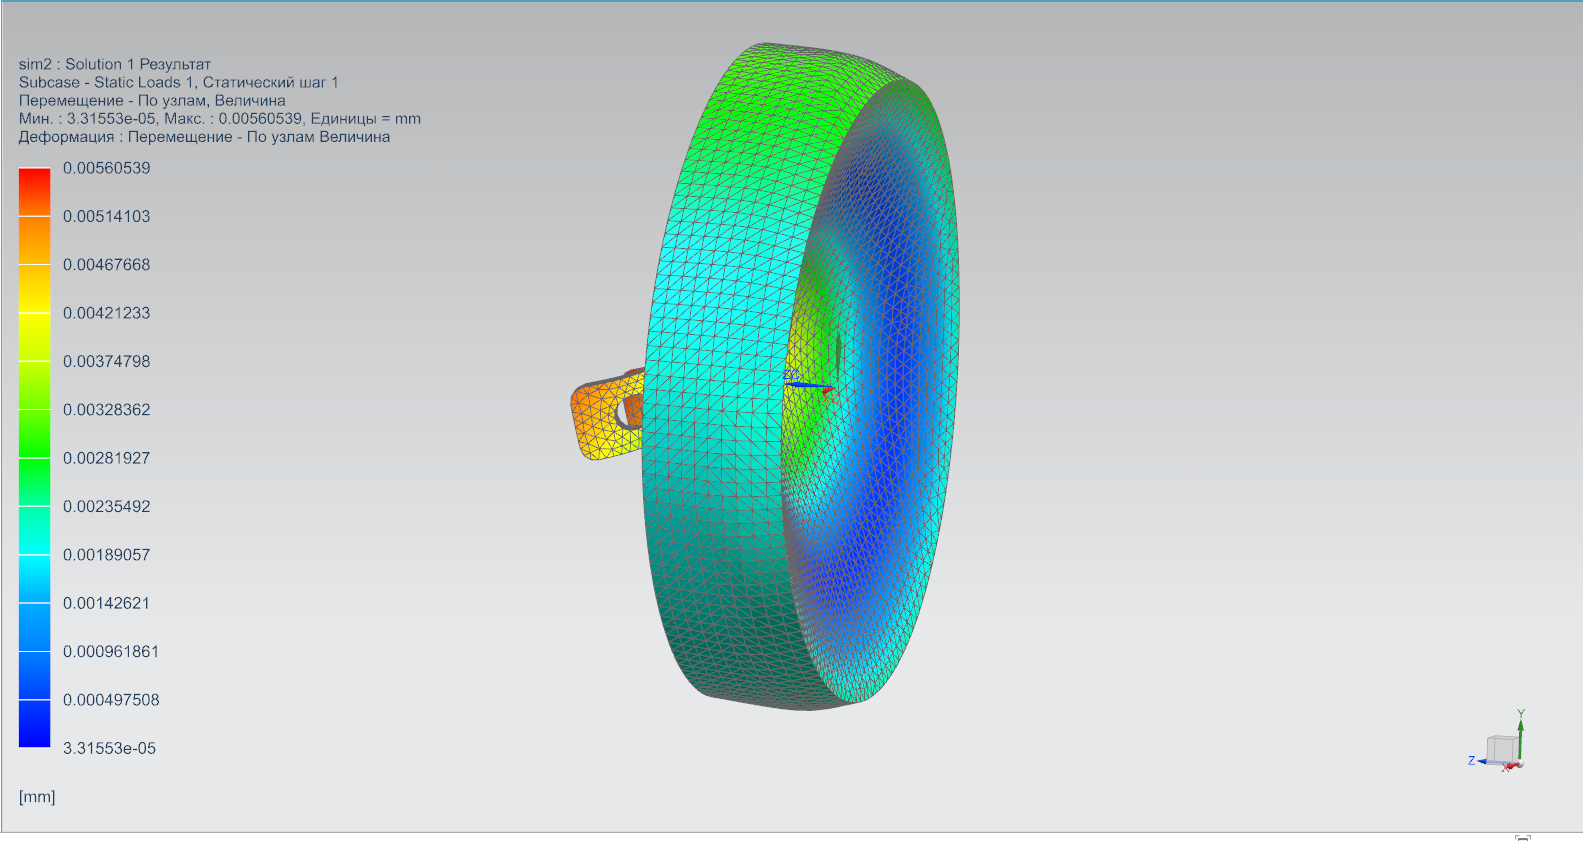 sim2 : Solution 1 Результат
Subcase - Static Loads 1, Статический шаг 1
Перемещение - По узлам, Величина
Мин. : 3.31553e-05, Макс. : 0.00560539, Единицы = mm
Деформация : Перемещение - По узлам Величина
0.00560539
0.00514103
0.00467668
0.00421233
0.00374798
0.00328362
0.00281927
0.00235492
0.00189057
0.00142621
0.000961861
0.000497508
3.31553e-05
[mm]
Y
Z
X